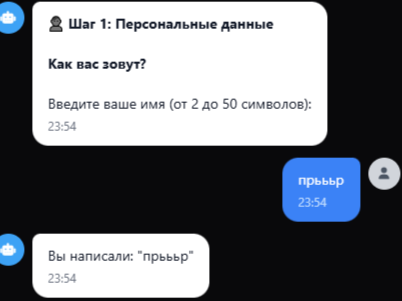 Шаг 1: Персональные данные
Как вас зовут?
Введите ваше имя (от 2 до 50 символов):
23:54
прьььр
23:54
Вы написали: "прьььр"
23:54